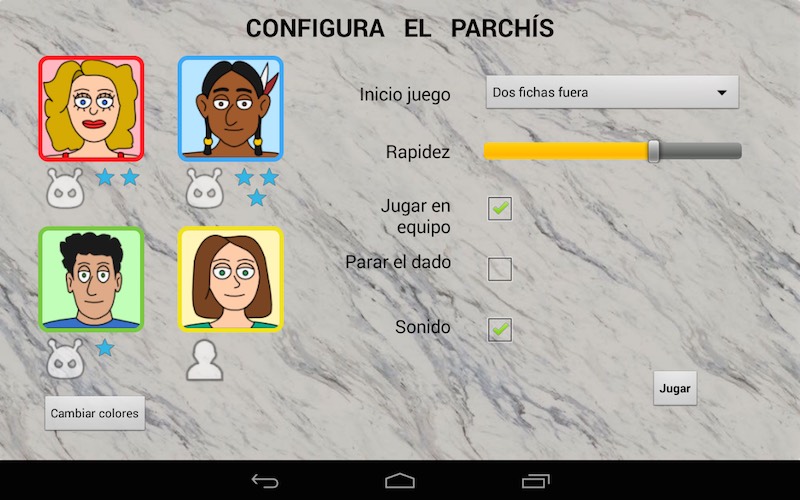 CONFIGURA EL PARCHÍS
Inicio juego
Dos fichas fuera
Rapidez
Jugar en
equipo
Parar el dado
Sonido
Cambiar colores
Jugar